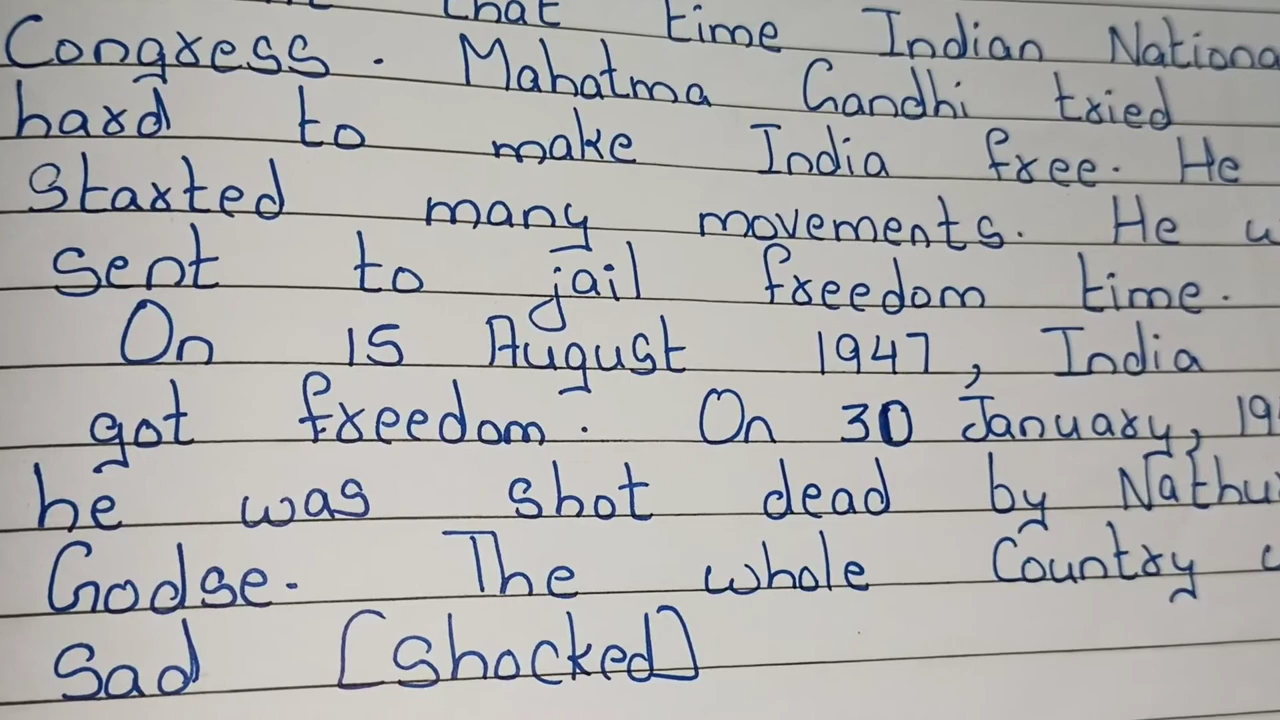 that time Indian Nationa
Congress. Mahatma Gandhi tried
hard to make India free. He
Started many movements. He
Sent to jail freedom time.
On 15 August 1947, India
got freedom. On 30 January, 19
he was shot dead by Nathu
Godse. The whole Country
Sad [Shocked]